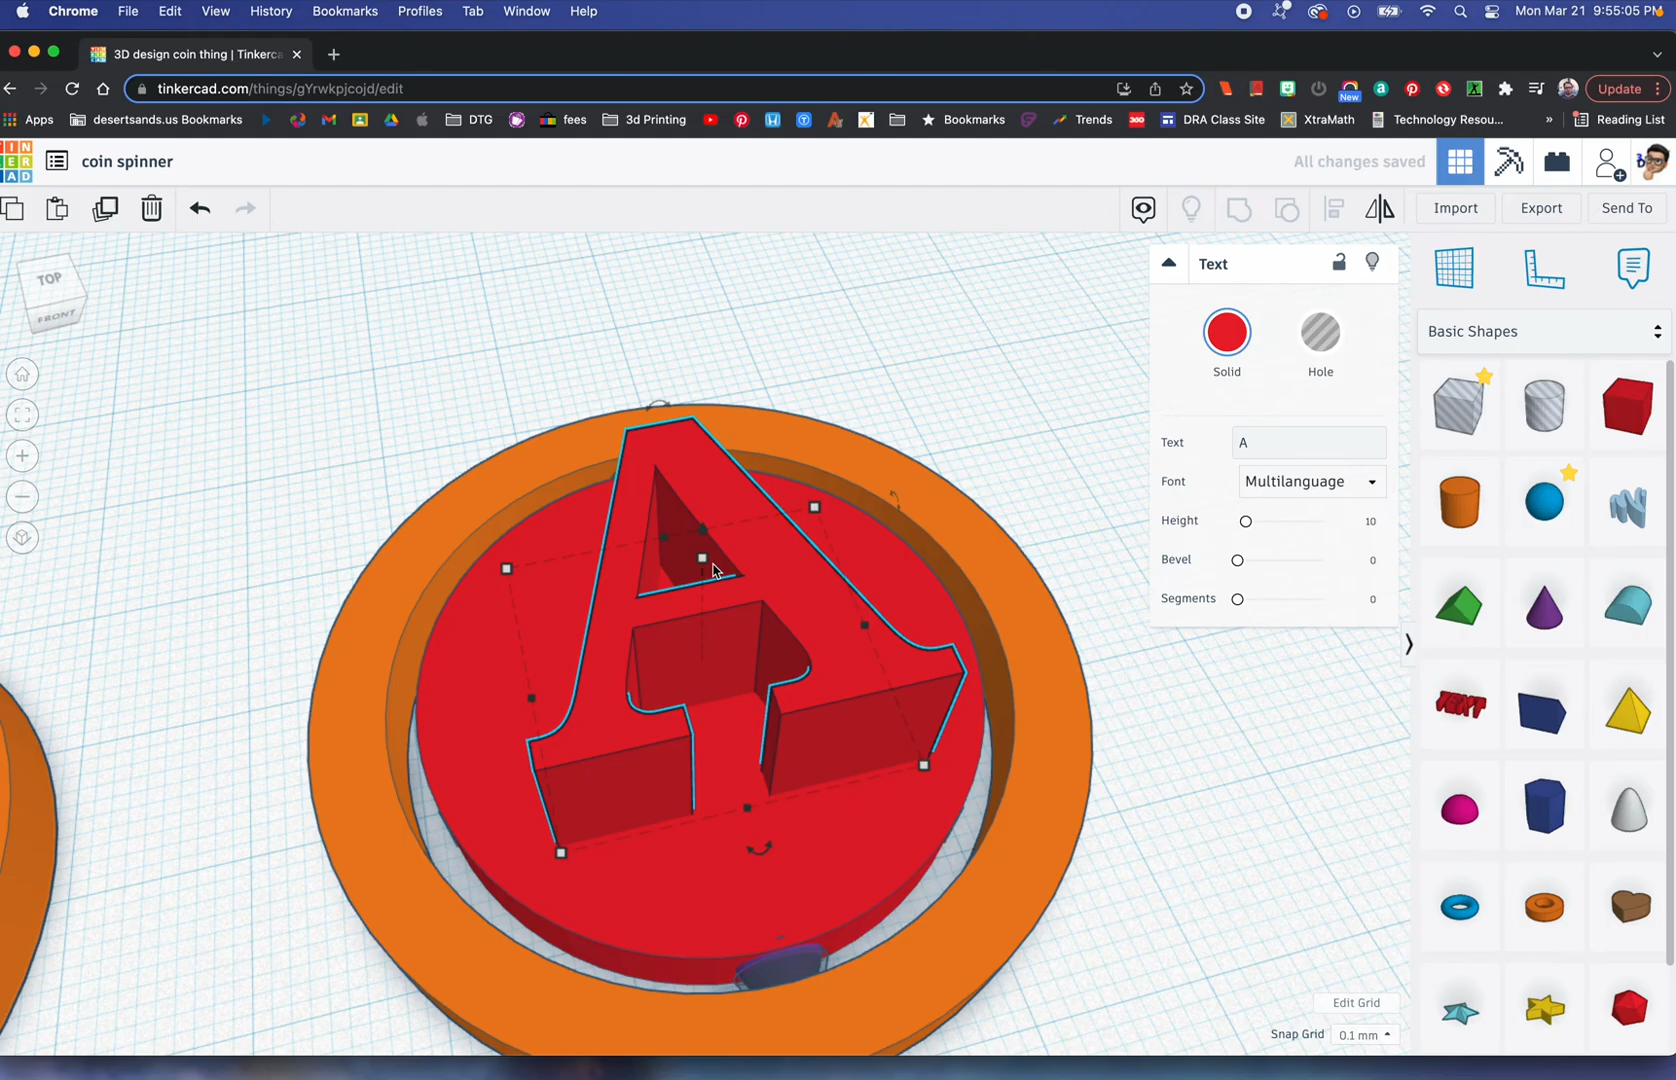 Chrome File Edit View History Bookmarks Profiles Tab Window Help Mon Mar 21 9:55:05 PM
3D design coin thing | Tinkerca
tinkercad.com/things/gYrwkpjcojd/edit New Update
Apps desertsands.us Bookmarks DTG fees 3d Printing Bookmarks Trends 360 DRA Class Site XtraMath Technology Resou... » Reading List
TIN
KER
CAD
coin spinner
All changes saved
Import Export Send To
TOP
FRONT
Text
Solid Hole
Text A
Font Multilanguage
Height 10
Bevel 0
Segments 0
Basic Shapes
TEXT
A
Edit Grid
Snap Grid 0.1 mm